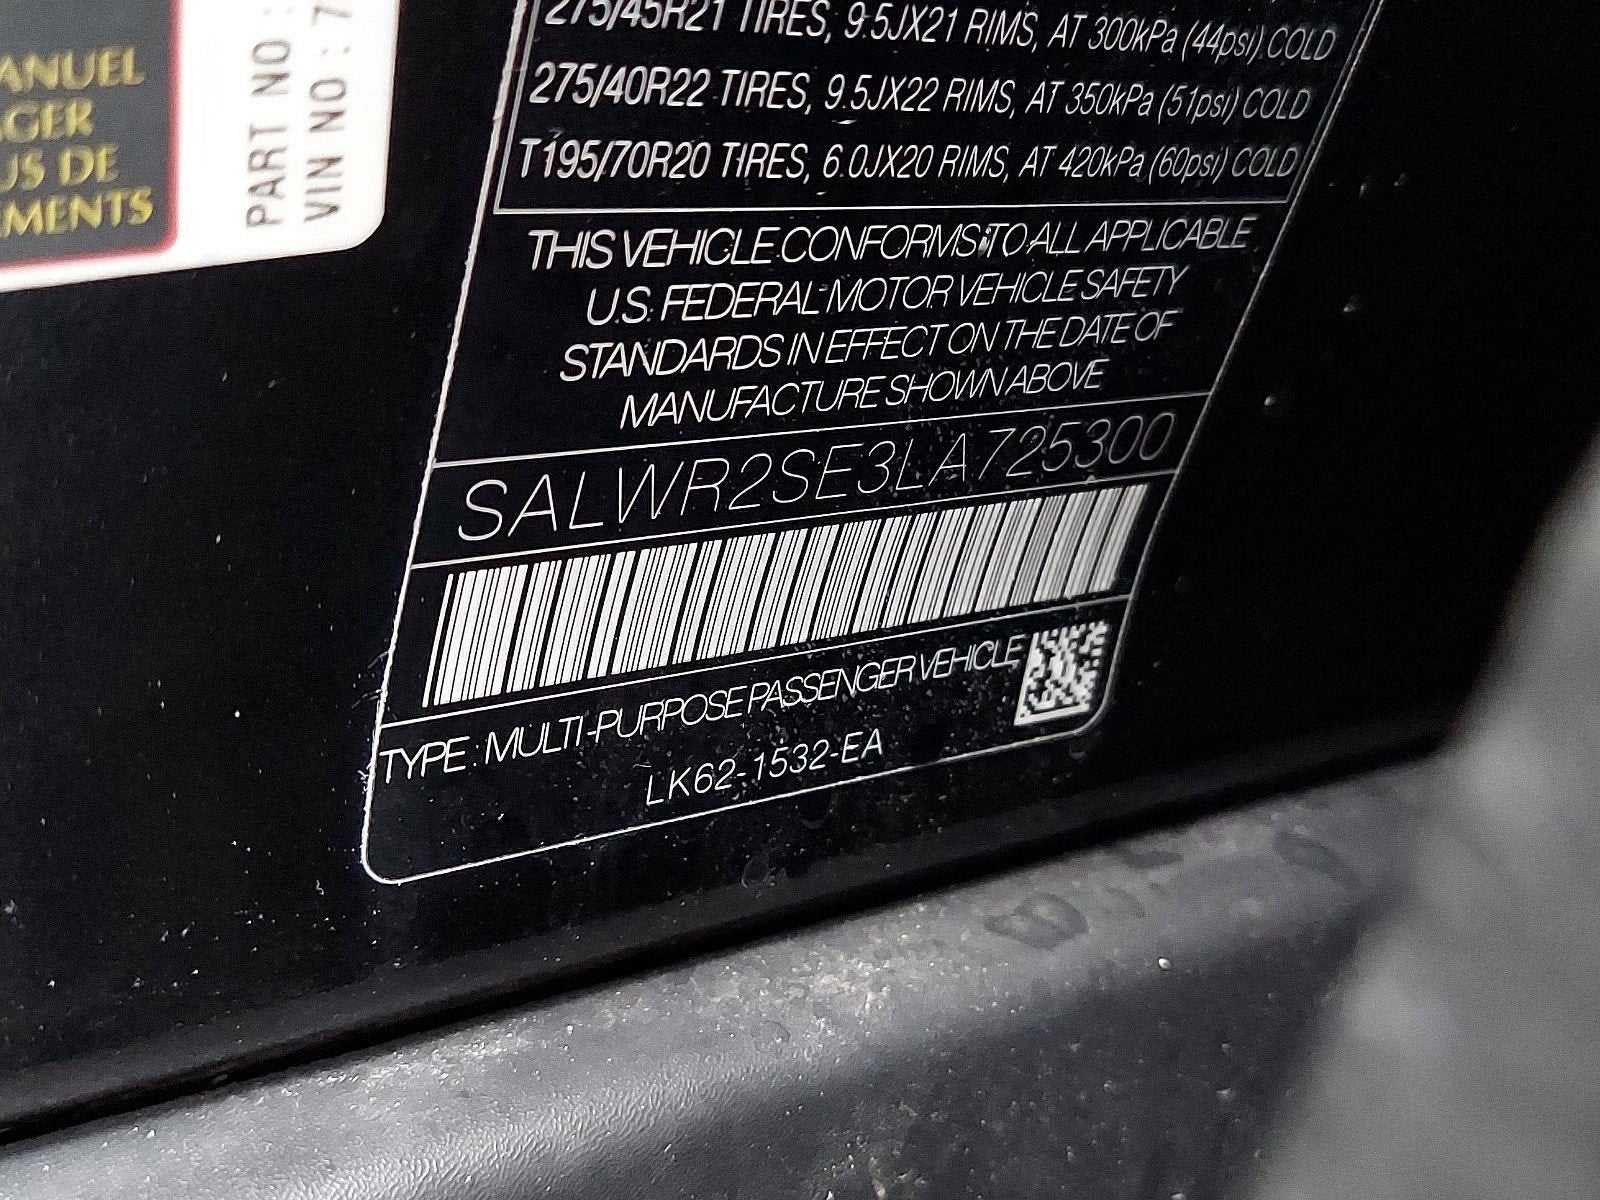 ANUEL
GER
US DE
EMENTS
PART NO :
VIN NO : 7
275/45R21 TIRES, 9.5JX21 RIMS, AT 300kPa (44psi) COLD
275/40R22 TIRES, 9.5JX22 RIMS, AT 350kPa (51psi) COLD
T195/70R20 TIRES, 6.0JX20 RIMS, AT 420kPa (60psi) COLD
THIS VEHICLE CONFORMS TO ALL APPLICABLE
U.S. FEDERAL MOTOR VEHICLE SAFETY
STANDARDS IN EFFECT ON THE DATE OF
MANUFACTURE SHOWN ABOVE
SALWR2SE3LA725300
TYPE : MULTI-PURPOSE PASSENGER VEHICLE
LK62-1532-EA